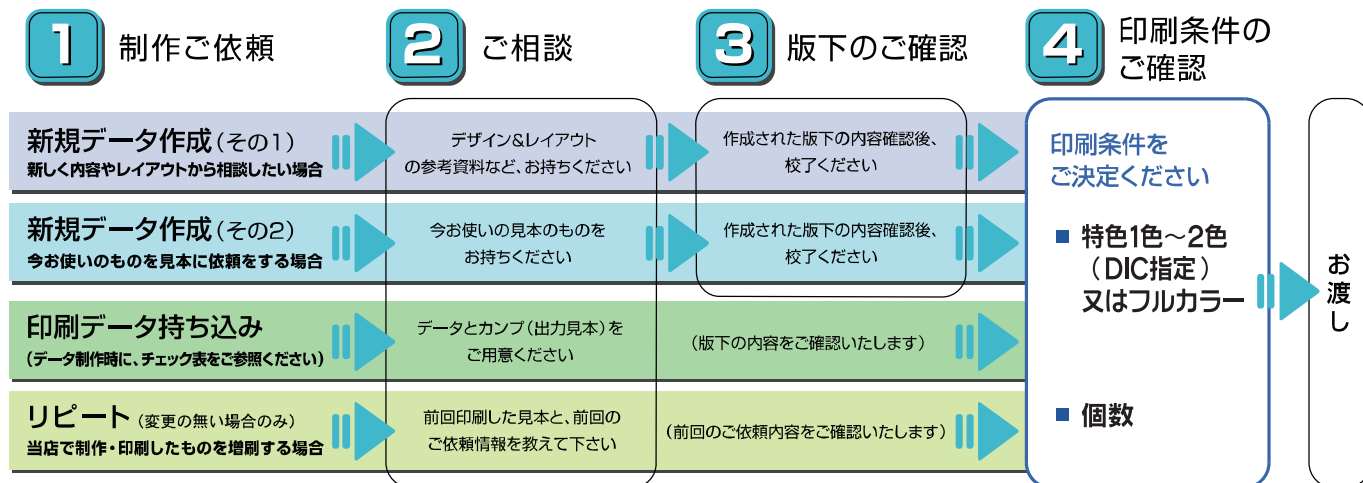 1 制作ご依頼
2 ご相談
3 版下のご確認
4 印刷条件の
ご確認
新規データ作成(その1)
新しく内容やレイアウトから相談したい場合
デザイン&レイアウト
の参考資料など、お持ちください
作成された版下の内容確認後、
校了ください
新規データ作成(その2)
今お使いのものを見本に依頼をする場合
今お使いの見本のものを
お持ちください
作成された版下の内容確認後、
校了ください
印刷データ持ち込み
(データ制作時に、チェック表をご参照ください)
データとカンプ(出力見本)を
ご用意ください
(版下の内容をご確認いたします)
リピート(変更の無い場合のみ)
当店で制作・印刷したものを増刷する場合
前回印刷した見本と、前回の
ご依頼情報を教えて下さい
(前回のご依頼内容をご確認いたします)
印刷条件を
ご決定ください
■ 特色1色~2色
(DIC指定)
又はフルカラー
■ 個数
お渡し